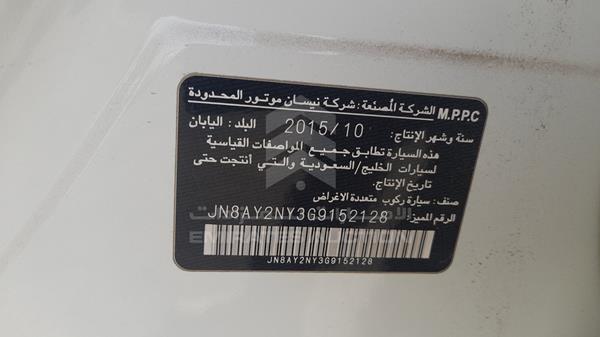 M.P.P.C الشركة المصنعة: شركة نيسان موتور المحدودة
سنة وشهر الإنتاج: 2015/10 البلد: اليابان
هذه السيارة تطابق جميع المواصفات القياسية
لسيارات الخليج/السعودية والتي أنتجت حتى
تاريخ الإنتاج.
صنف: سيارة ركوب متعددة الاغراض
الرقم المميز: JN8AY2NY3G9152128
JN8AY2NY3G9152128